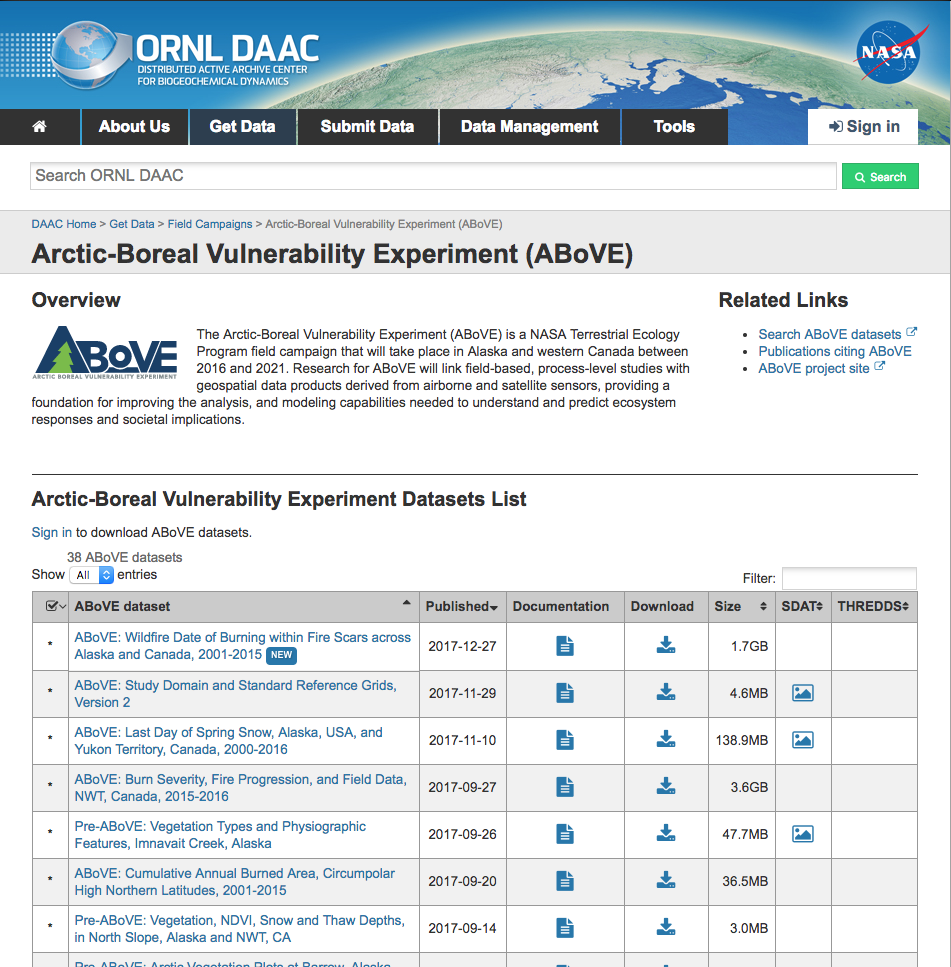 ORNL DAAC
DISTRIBUTED ACTIVE ARCHIVE CENTER
FOR BIOGEOCHEMICAL DYNAMICS
NASA
About Us
Get Data
Submit Data
Data Management
Tools
Sign in
Search ORNL DAAC
Search
DAAC Home > Get Data > Field Campaigns > Arctic-Boreal Vulnerability Experiment (ABoVE)
Arctic-Boreal Vulnerability Experiment (ABoVE)
Overview
ABOVE
ARCTIC BOREAL VULNERABILITY EXPERIMENT
The Arctic-Boreal Vulnerability Experiment (ABoVE) is a NASA Terrestrial Ecology
Program field campaign that will take place in Alaska and western Canada between
2016 and 2021. Research for ABoVE will link field-based, process-level studies with
geospatial data products derived from airborne and satellite sensors, providing a
foundation for improving the analysis, and modeling capabilities needed to understand and predict ecosystem
responses and societal implications.
Related Links
• Search ABoVE datasets
• Publications citing ABoVE
• ABoVE project site
Arctic-Boreal Vulnerability Experiment Datasets List
Sign in to download ABoVE datasets.
38 ABoVE datasets
Show All entries
Filter:
ABoVE dataset Published Documentation Download Size SDAT THREDDS
* ABoVE: Wildfire Date of Burning within Fire Scars across
Alaska and Canada, 2001-2015 NEW
2017-12-27
1.7GB
* ABoVE: Study Domain and Standard Reference Grids,
Version 2
2017-11-29
4.6MB
* ABoVE: Last Day of Spring Snow, Alaska, USA, and
Yukon Territory, Canada, 2000-2016
2017-11-10
138.9MB
* ABoVE: Burn Severity, Fire Progression, and Field Data,
NWT, Canada, 2015-2016
2017-09-27
3.6GB
* Pre-ABoVE: Vegetation Types and Physiographic
Features, Imnavait Creek, Alaska
2017-09-26
47.7MB
* ABoVE: Cumulative Annual Burned Area, Circumpolar
High Northern Latitudes, 2001-2015
2017-09-20
36.5MB
* Pre-ABoVE: Vegetation, NDVI, Snow and Thaw Depths,
in North Slope, Alaska and NWT, CA
2017-09-14
3.0MB
Pre-ABoVE: Arctic Vegetation Plots at Barrow, Alaska